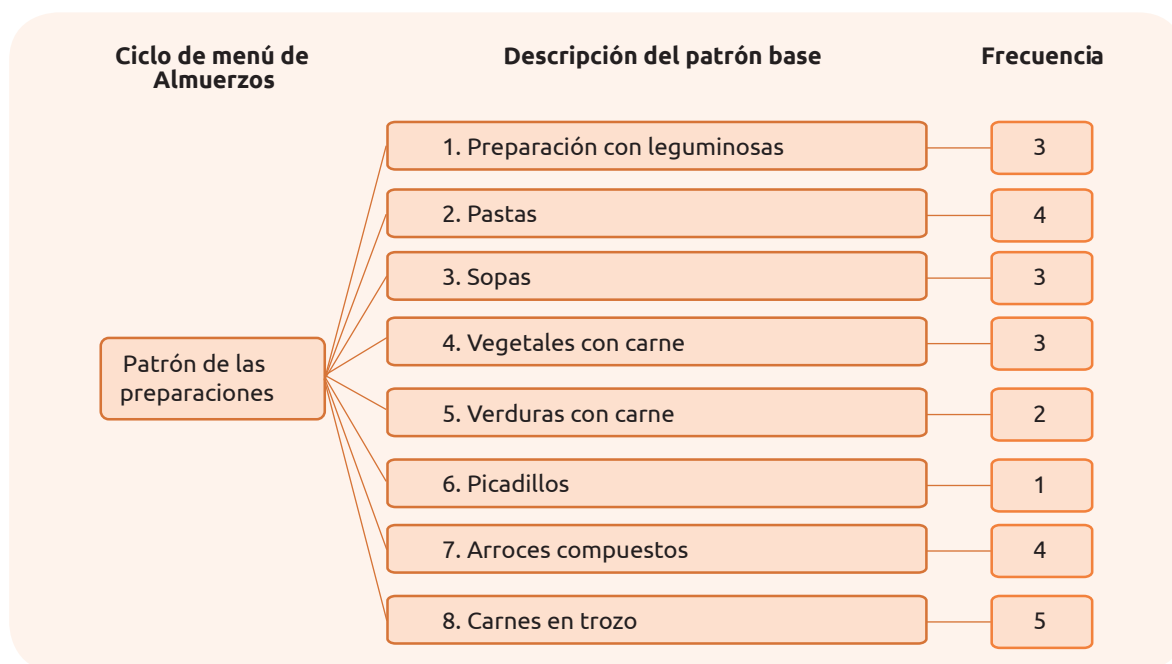 Ciclo de menú de
Almuerzos
Descripción del patrón base
Frecuencia
1. Preparación con leguminosas
3
2. Pastas
4
3. Sopas
3
4. Vegetales con carne
3
Patrón de las
preparaciones
5. Verduras con carne
2
6. Picadillos
1
7. Arroces compuestos
4
8. Carnes en trozo
5